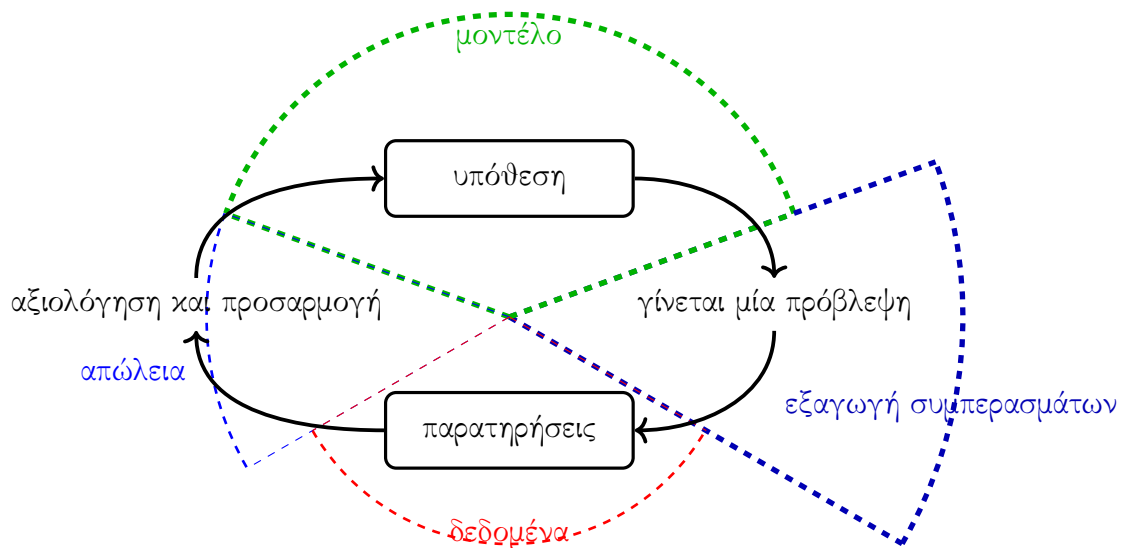 μοντέλο
υπόθεση
αξιολόγηση και προσαρμογή
γίνεται μία πρόβλεψη
απώλεια
εξαγωγή συμπερασμάτων
παρατηρήσεις
δεδομένα